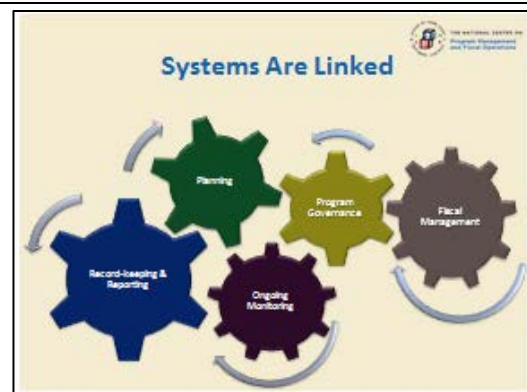 THE NATIONAL CENTER ON
Program Management
and Fiscal Operations
Systems Are Linked
Planning
Program
Governance
Fiscal
Management
Record-keeping &
Reporting
Ongoing
Monitoring